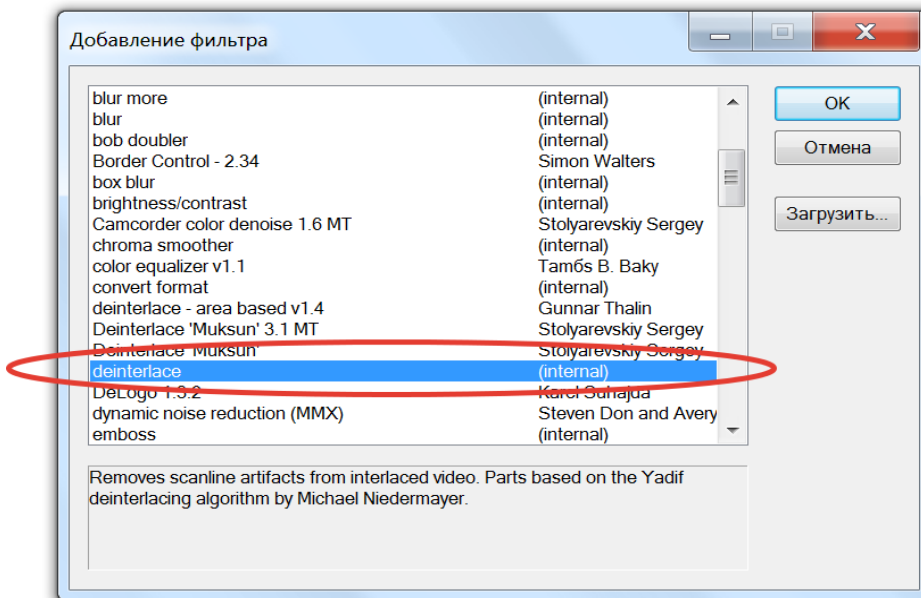 Добавление фильтра
blur more (internal)
blur (internal)
bob doubler (internal)
Border Control - 2.34 Simon Walters
box blur (internal)
brightness/contrast (internal)
Camcorder color denoise 1.6 MT Stolyarevskiy Sergey
chroma smoother (internal)
color equalizer v1.1 Tamбs B. Baky
convert format (internal)
deinterlace - area based v1.4 Gunnar Thalin
Deinterlace 'Muksun' 3.1 MT Stolyarevskiy Sergey
Deinterlace 'Muksun' Stolyarevskiy Sergey
deinterlace (internal)
DeLogo 1.3.2 Karel Suhajda
dynamic noise reduction (MMX) Steven Don and Avery
emboss (internal)
OK
Отмена
Загрузить...
Removes scanline artifacts from interlaced video. Parts based on the Yadif
deinterlacing algorithm by Michael Niedermayer.